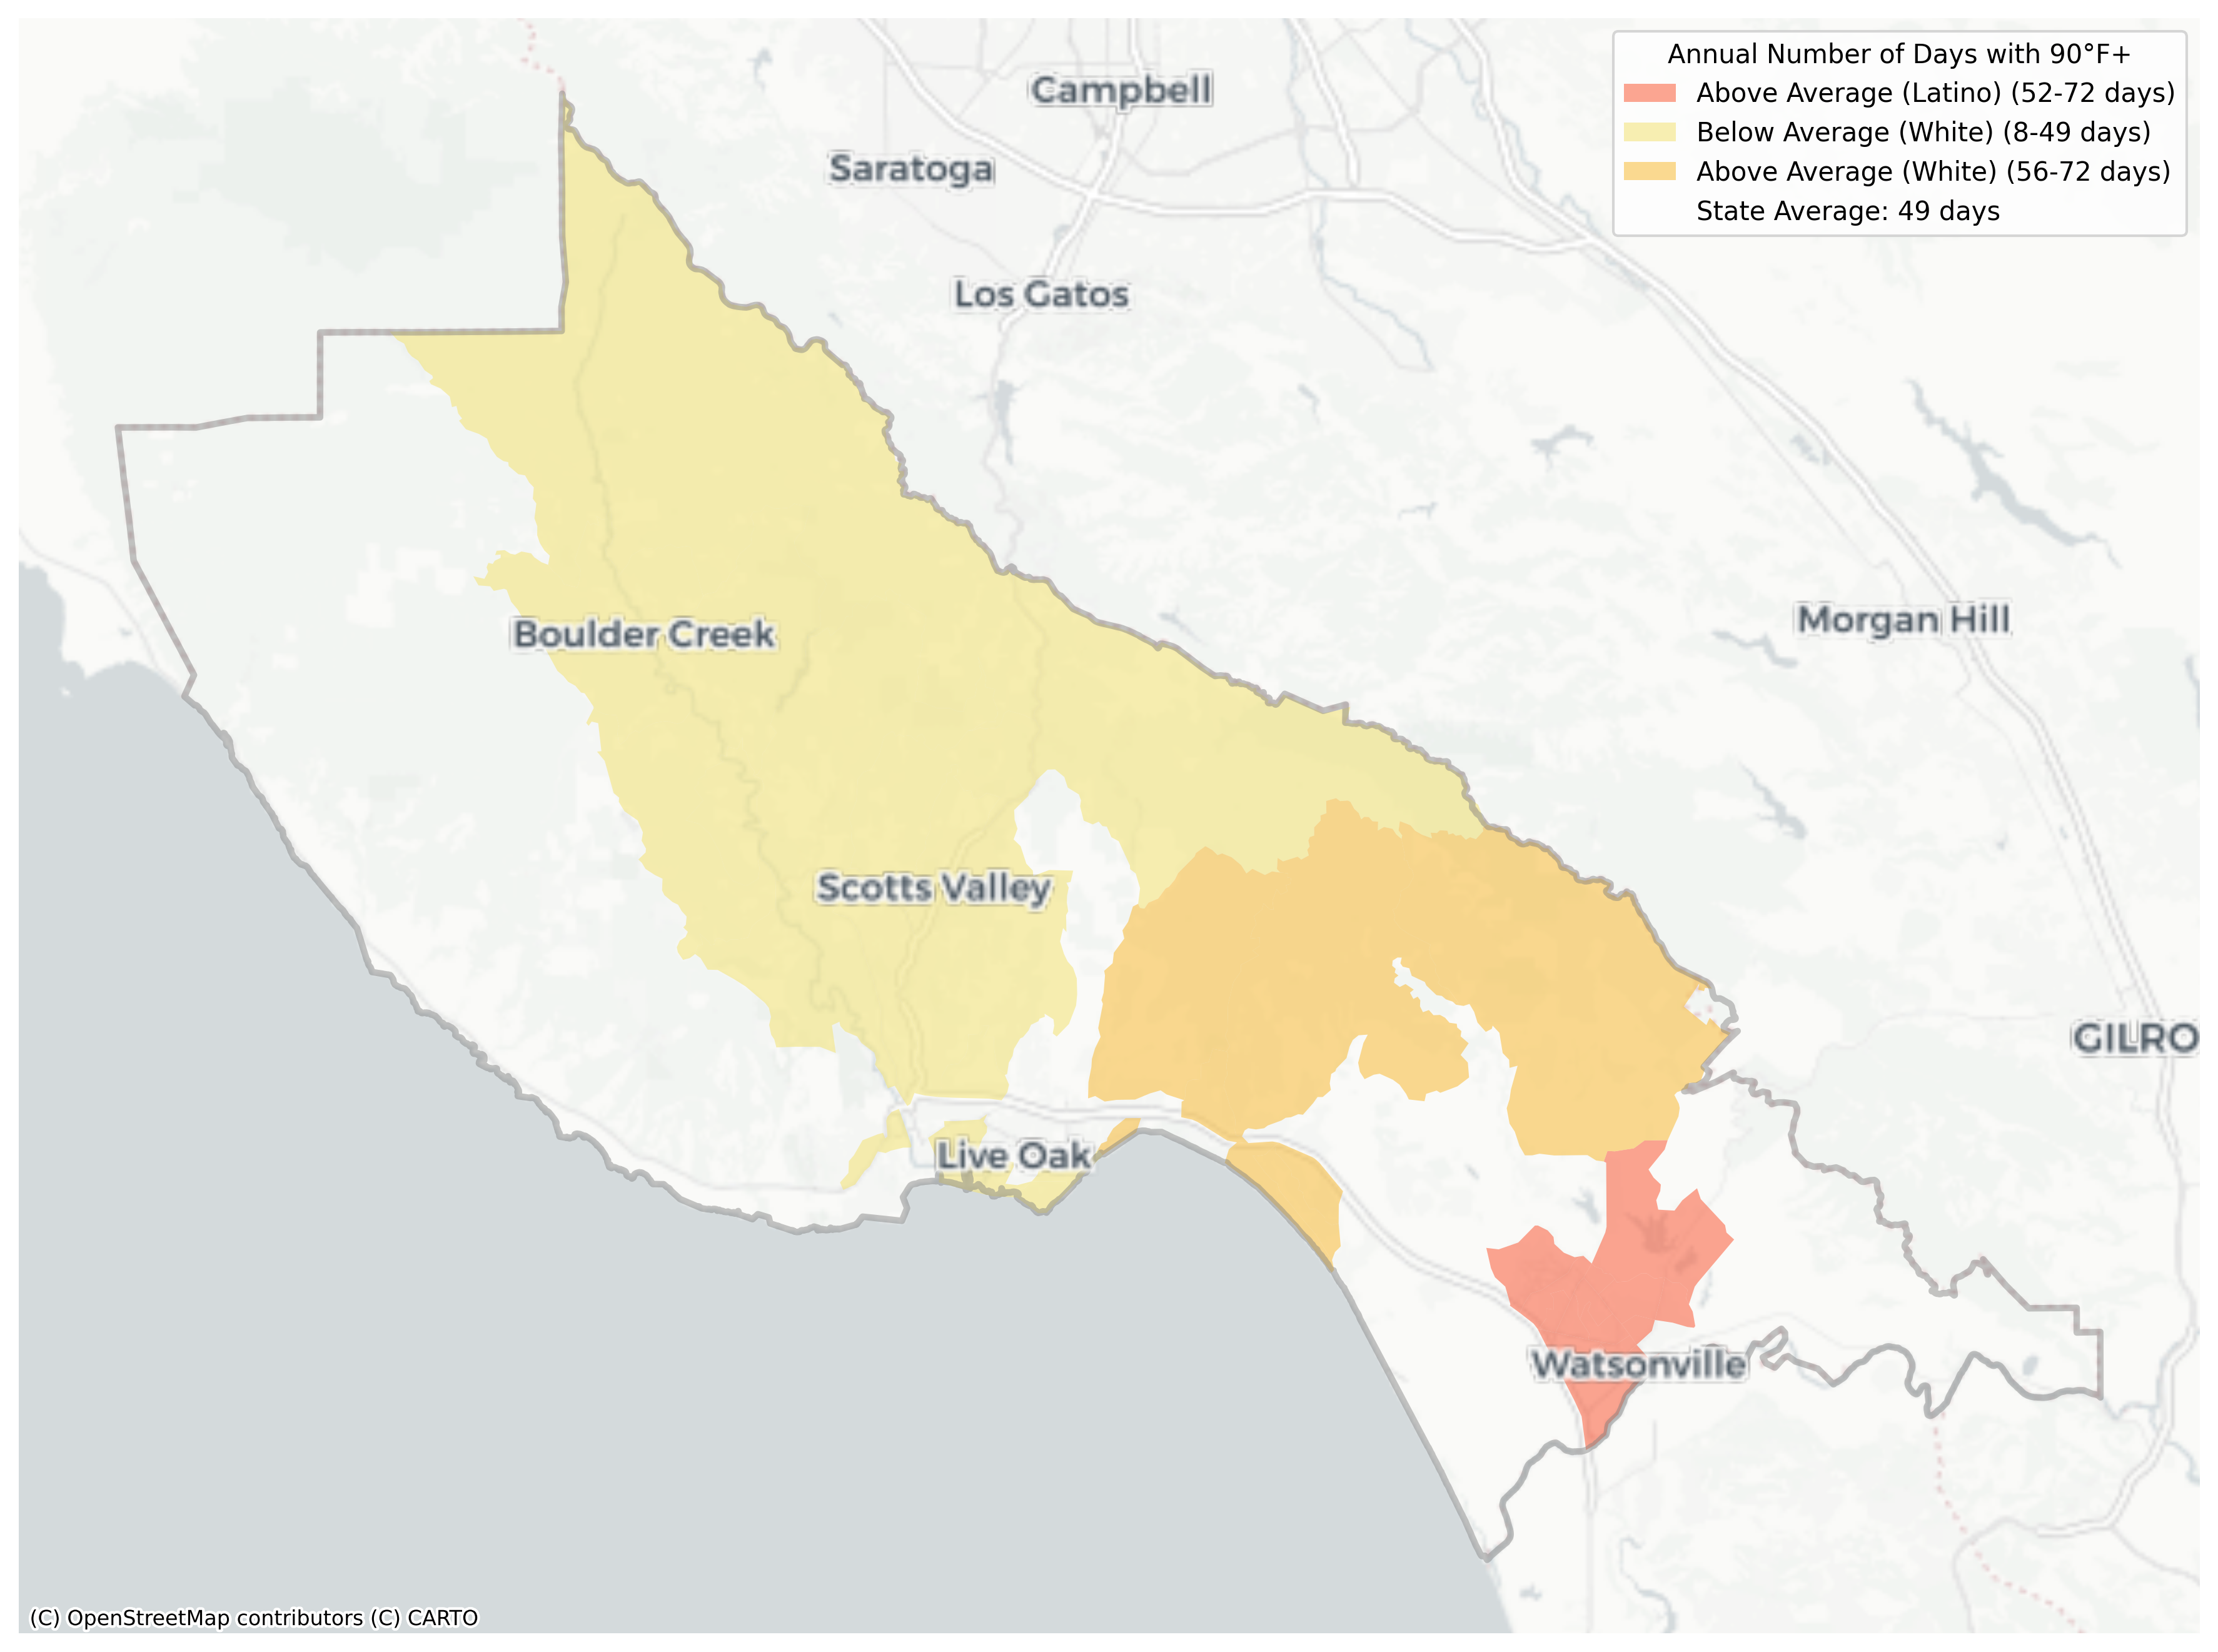 Annual Number of Days with 90°F+
Above Average (Latino) (52-72 days)
Below Average (White) (8-49 days)
Above Average (White) (56-72 days)
State Average: 49 days
Campbell
Saratoga
Los Gatos
Morgan Hill
Boulder Creek
Scotts Valley
GILRO
Live Oak
Watsonville
(C) OpenStreetMap contributors (C) CARTO